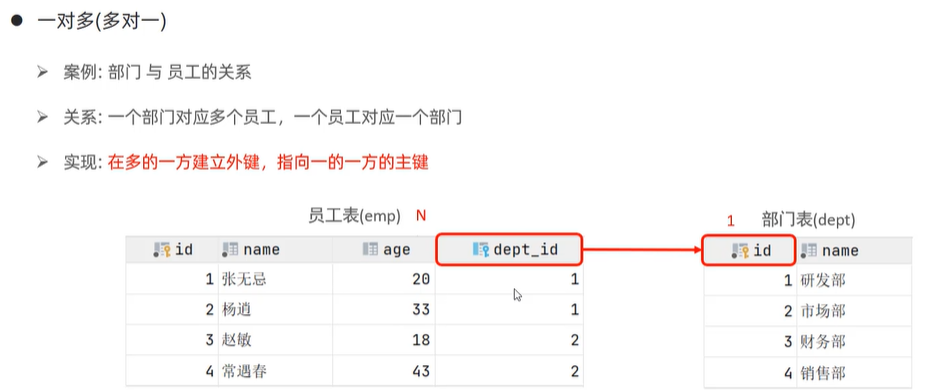 ● 一对多(多对一)
➢ 案例: 部门 与 员工的关系
➢ 关系: 一个部门对应多个员工，一个员工对应一个部门
➢ 实现: 在多的一方建立外键，指向一的一方的主键
员工表(emp) N 1 部门表(dept)
id name age dept_id id name
1 张无忌 20 1 1 研发部
2 杨逍 33 1 2 市场部
3 赵敏 18 2 3 财务部
4 常遇春 43 2 4 销售部